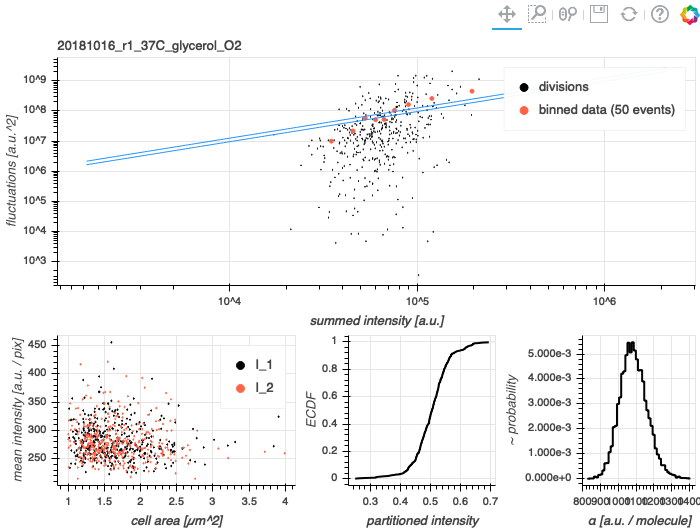 20181016_r1_37C_glycerol_O2
fluctuations [a.u.^2]
10^9
10^8
10^7
10^6
10^5
10^4
10^3
divisions
binned data (50 events)
10^4
10^5
10^6
summed intensity [a.u.]
mean intensity [a.u. / pix]
450
400
350
300
250
I_1
I_2
1
1.5
2
2.5
3
3.5
4
cell area [µm^2]
ECDF
1
0.8
0.6
0.4
0.2
0
0.3
0.4
0.5
0.6
0.7
partitioned intensity
~ probability
5.000e-3
4.000e-3
3.000e-3
2.000e-3
1.000e-3
0.000e+0
α [a.u. / molecule]